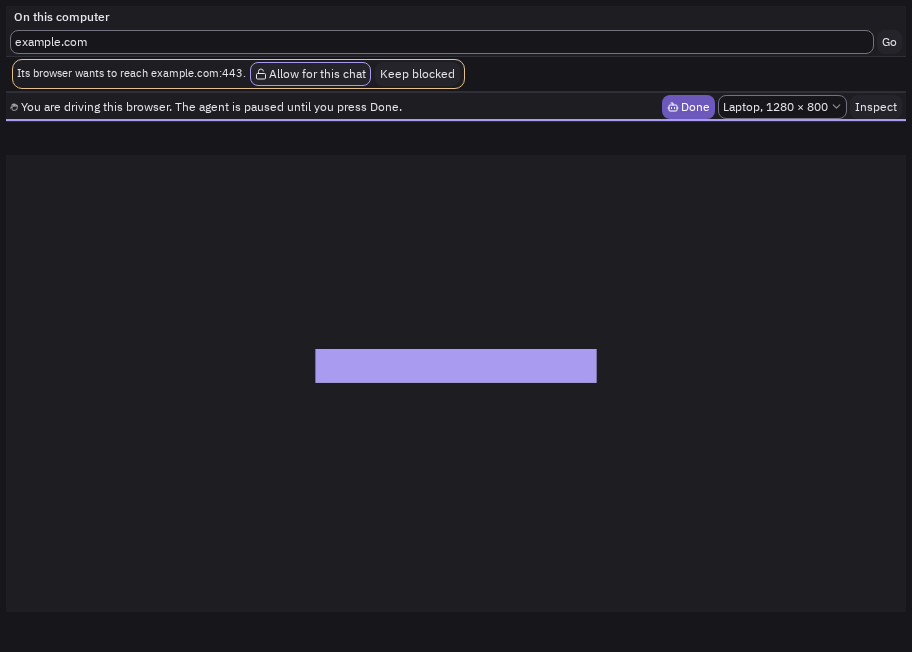 On this computer
example.com
Go
Its browser wants to reach example.com:443.
Allow for this chat
Keep blocked
You are driving this browser. The agent is paused until you press Done.
Done
Laptop, 1280 × 800
Inspect